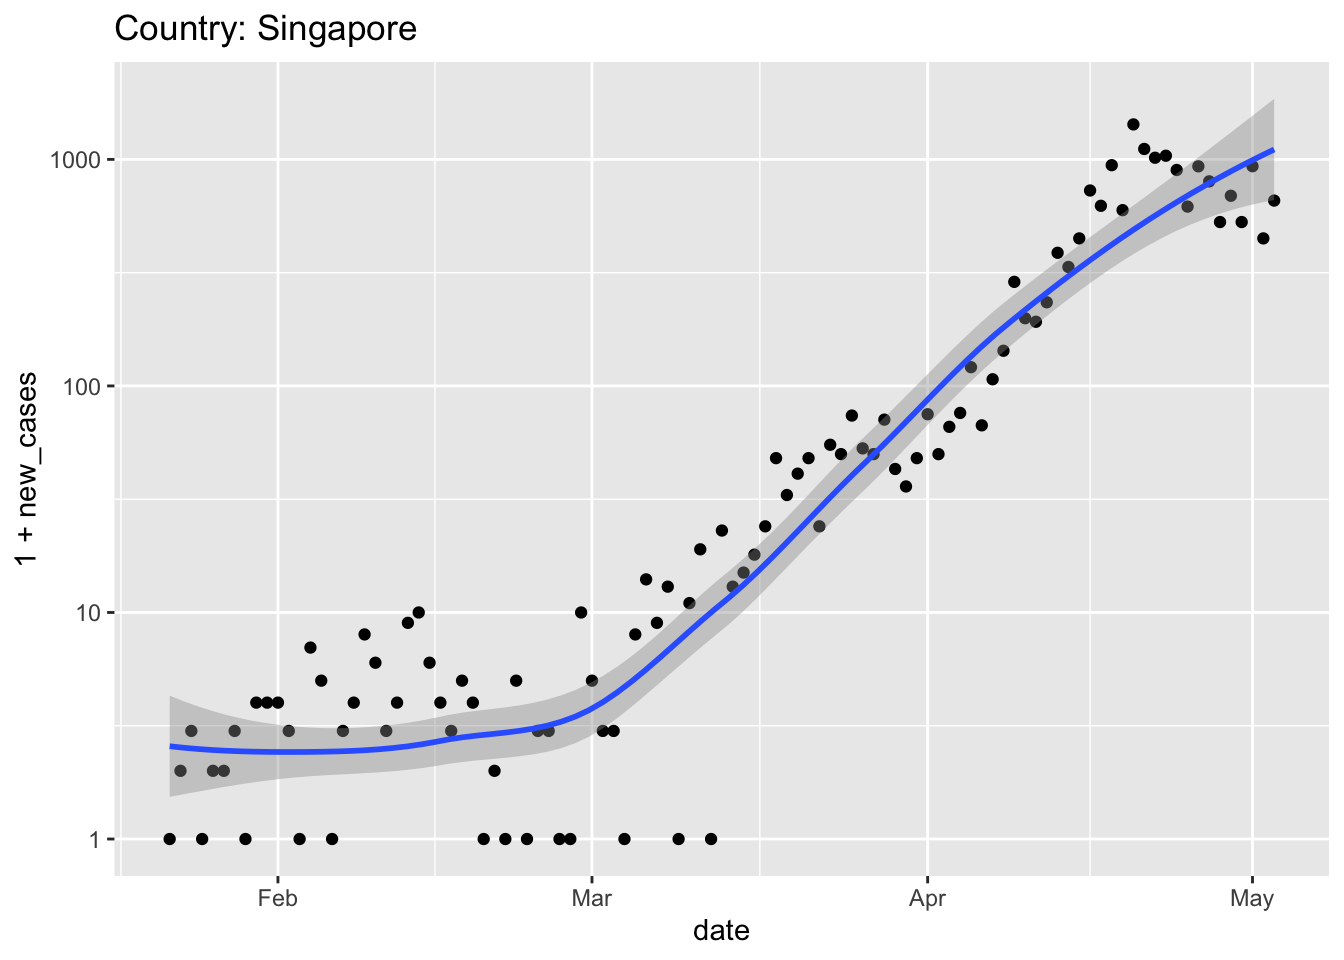 Country: Singapore
1 + new_cases
1000
100
10
1
Feb
Mar
Apr
May
date